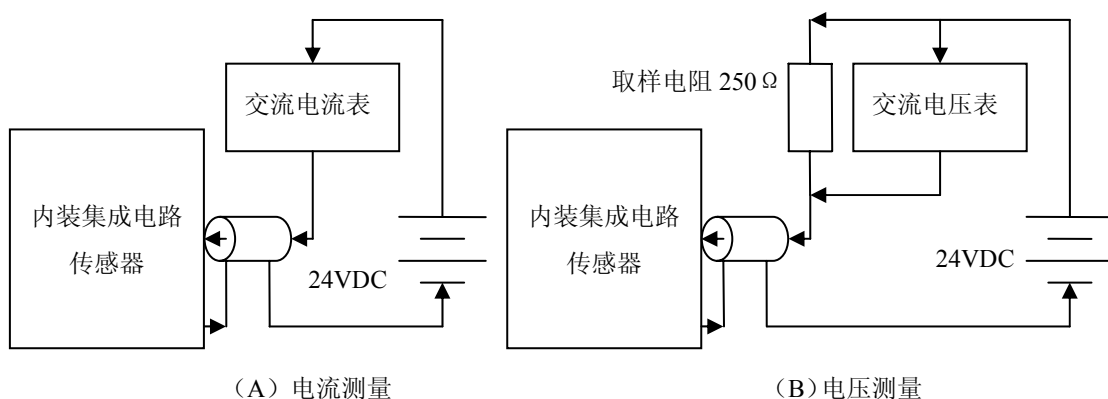 交流电流表
内装集成电路
传感器
24VDC
（A）电流测量
取样电阻 250Ω
交流电压表
内装集成电路
传感器
24VDC
（B）电压测量